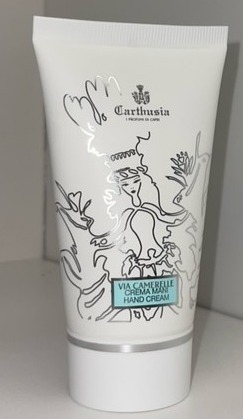 Carthusia
I PROFUMI DI CAPRI
VIA CAMERELLE
CREMA MANI
HAND CREAM